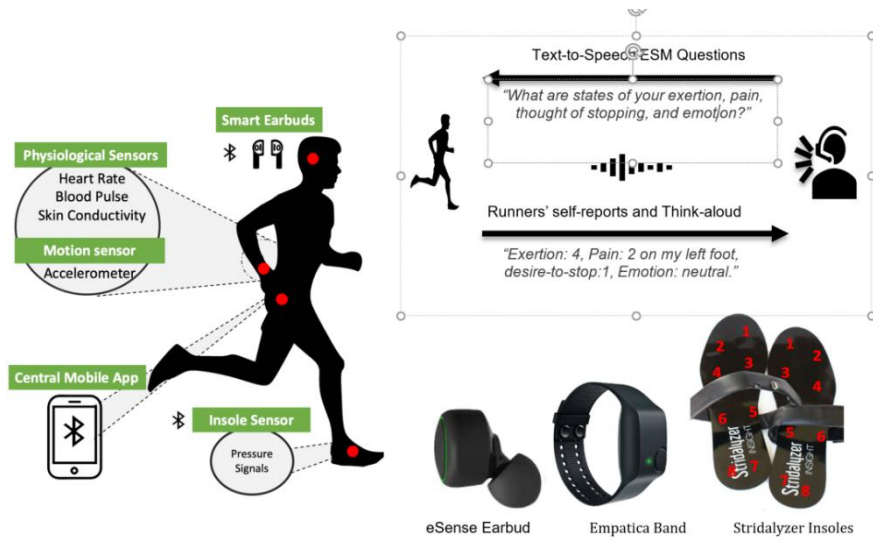 Smart Earbuds
Physiological Sensors
Heart Rate
Blood Pulse
Skin Conductivity
Motion sensor
Accelerometer
Central Mobile App
Insole Sensor
Pressure
Signals
Text-to-Speech ESM Questions
“What are states of your exertion, pain,
thought of stopping, and emotion?”
Runners’ self-reports and Think-aloud
“Exertion: 4, Pain: 2 on my left foot,
desire-to-stop:1, Emotion: neutral.”
1 1
2 2
3 3
4 4
5 5
6 6
7
8
Stridalyzer
INSIGHT
Stridalyzer
INSIGHT
eSense Earbud
Empatica Band
Stridalyzer Insoles